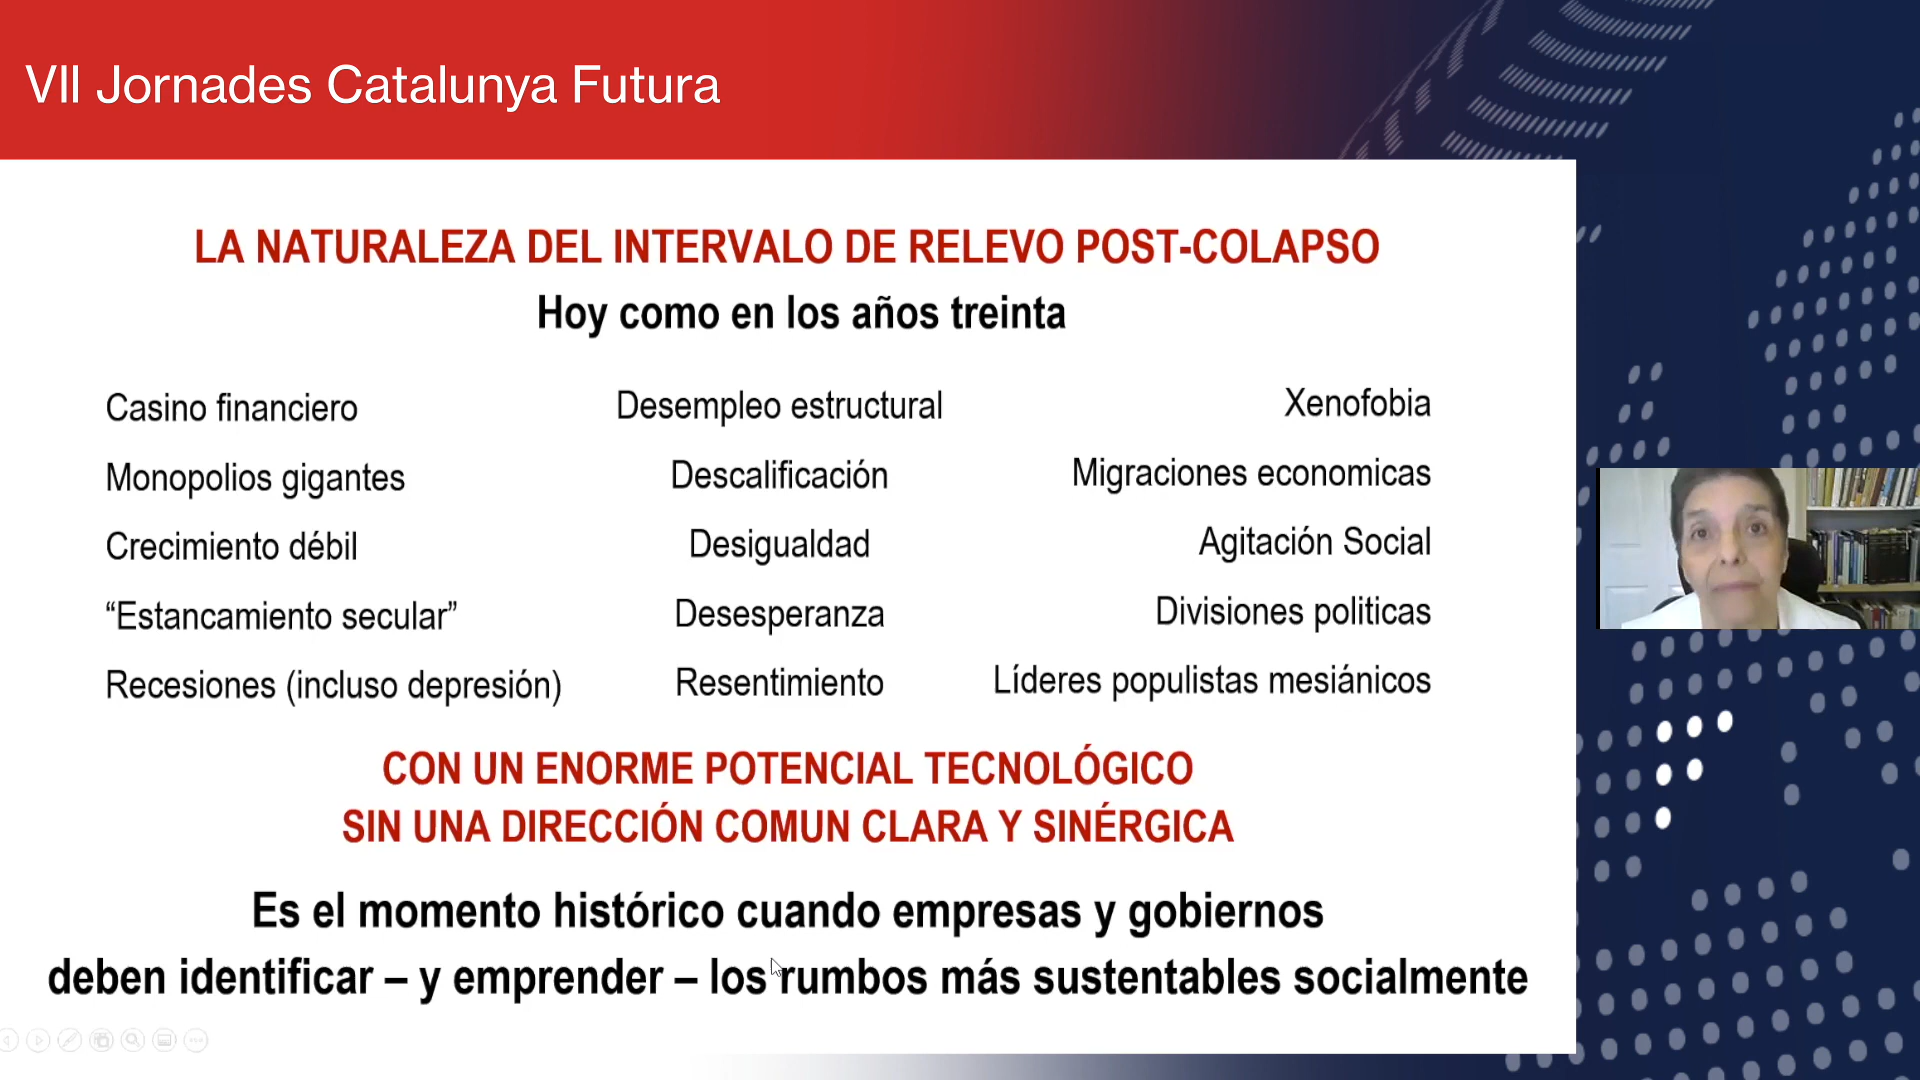 VII Jornades Catalunya Futura
LA NATURALEZA DEL INTERVALO DE RELEVO POST-COLAPSO
Hoy como en los años treinta
Casino financiero
Monopolios gigantes
Crecimiento débil
“Estancamiento secular”
Recesiones (incluso depresión)
Desempleo estructural
Descalificación
Desigualdad
Desesperanza
Resentimiento
Xenofobia
Migraciones economicas
Agitación Social
Divisiones politicas
Líderes populistas mesiánicos
CON UN ENORME POTENCIAL TECNOLÓGICO
SIN UNA DIRECCIÓN COMUN CLARA Y SINÉRGICA
Es el momento histórico cuando empresas y gobiernos
deben identificar – y emprender – los rumbos más sustentables socialmente